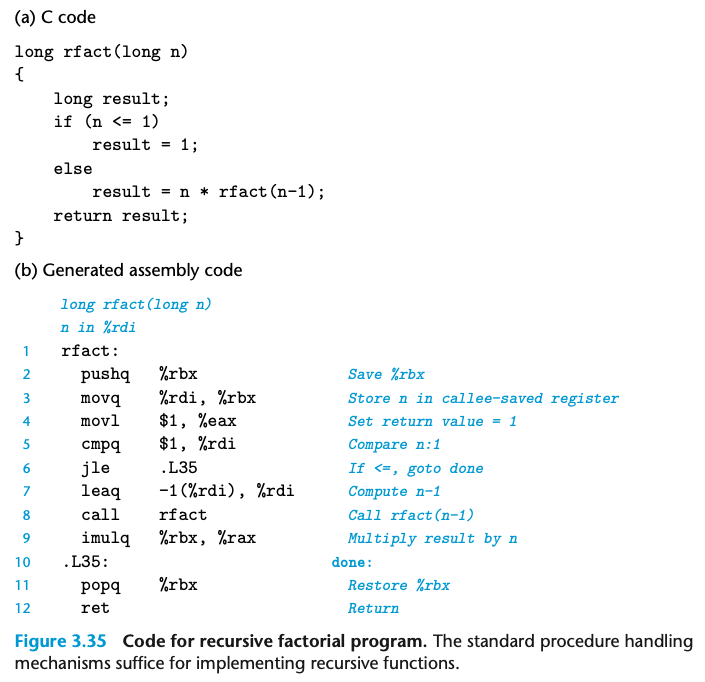 (a) C code
long rfact(long n)
{
    long result;
    if (n <= 1)
        result = 1;
    else
        result = n * rfact(n-1);
    return result;
}
(b) Generated assembly code
long rfact(long n)
n in %rdi
1 rfact:
2 pushq %rbx Save %rbx
3 movq %rdi, %rbx Store n in callee-saved register
4 movl $1, %eax Set return value = 1
5 cmpq $1, %rdi Compare n:1
6 jle .L35 If <=, goto done
7 leaq -1(%rdi), %rdi Compute n-1
8 call rfact Call rfact(n-1)
9 imulq %rbx, %rax Multiply result by n
10 .L35: done:
11 popq %rbx Restore %rbx
12 ret Return
Figure 3.35 Code for recursive factorial program. The standard procedure handling
mechanisms suffice for implementing recursive functions.